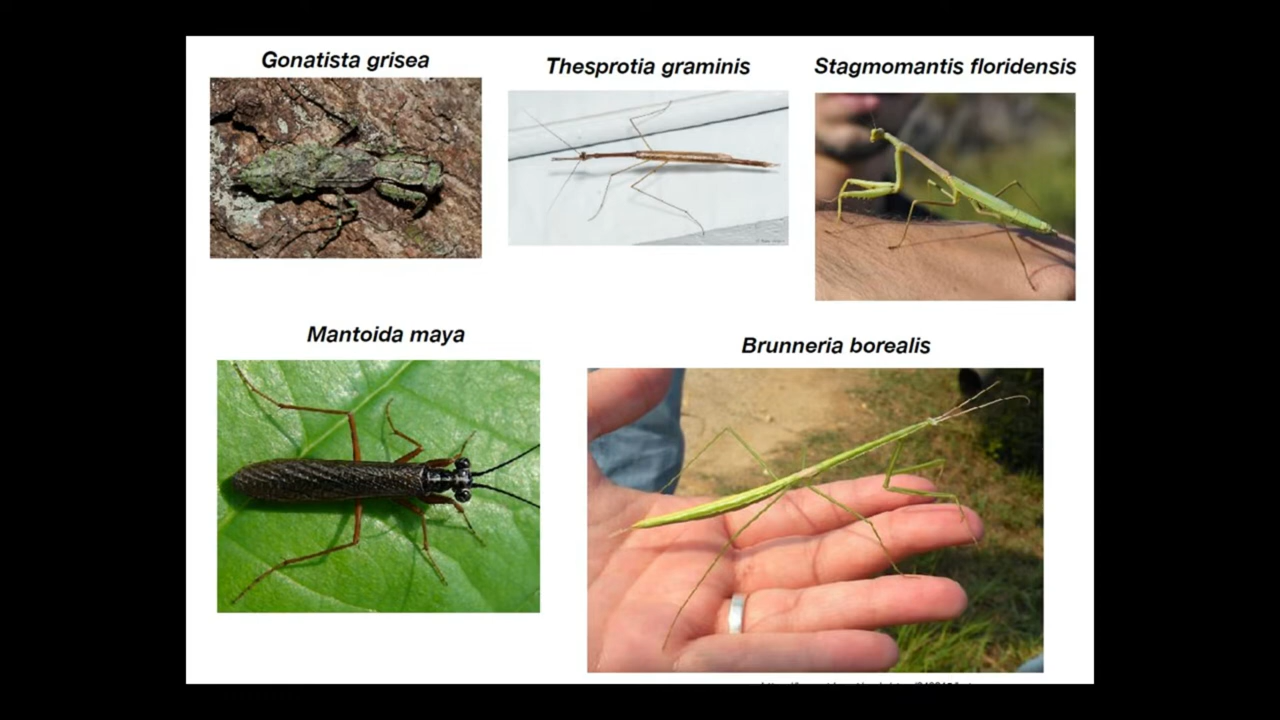 Gonatista grisea
Thesprotia graminis
Stagmomantis floridensis
Mantoida maya
Brunneria borealis